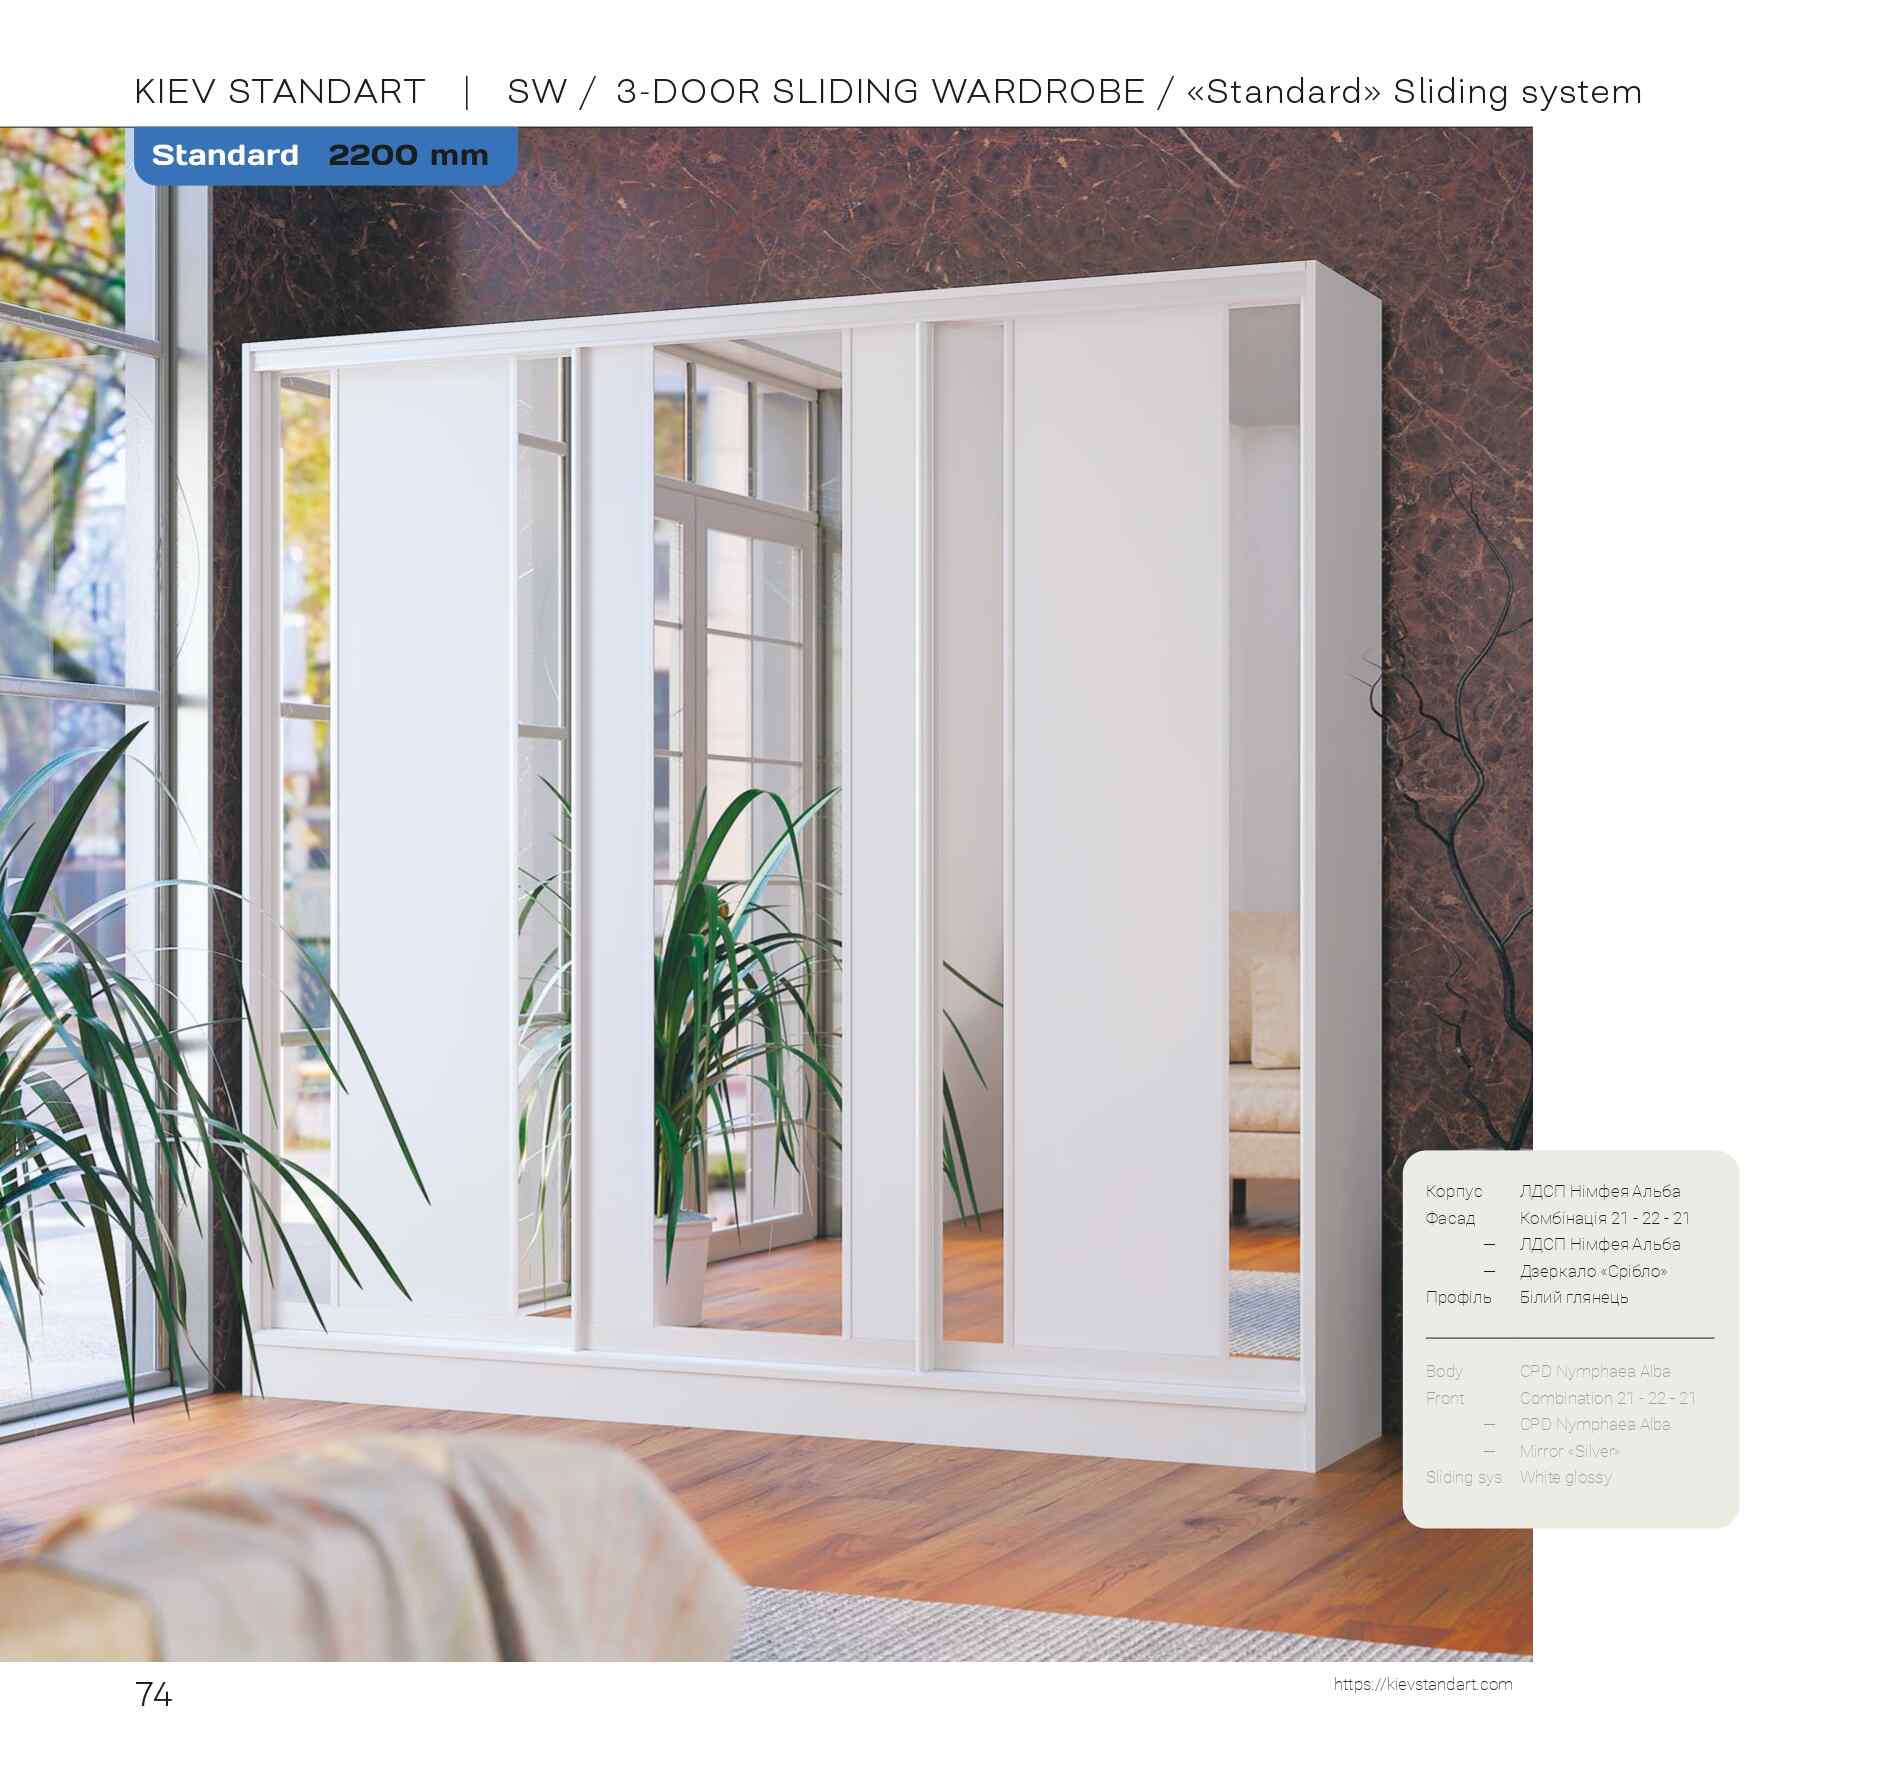 KIEV STANDART | SW / 3-DOOR SLIDING WARDROBE / «Standard» Sliding system
Standard 2200 mm
Корпус ЛДСП Німфея Альба
Фасад Комбінація 21 - 22 - 21
— ЛДСП Німфея Альба
— Дзеркало «Срібло»
Профіль Білий глянець
Body CPD Nymphaea Alba
Front Combination 21 - 22 - 21
— CPD Nymphaea Alba
— Mirror «Silver»
Sliding sys. White glossy
74
https://kievstandart.com